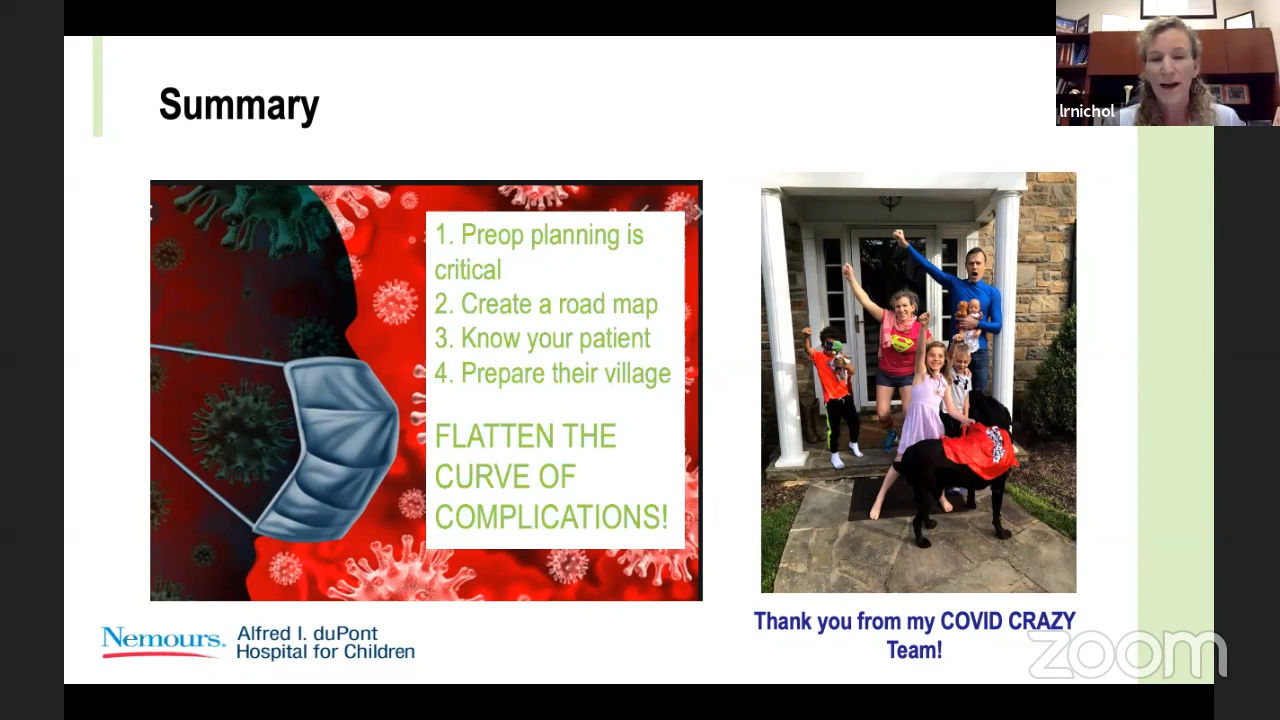 lrnichol
Summary
1. Preop planning is
critical
2. Create a road map
3. Know your patient
4. Prepare their village
FLATTEN THE
CURVE OF
COMPLICATIONS!
Nemours.
Alfred I. duPont
Hospital for Children
Thank you from my COVID CRAZY
Team!
zoom